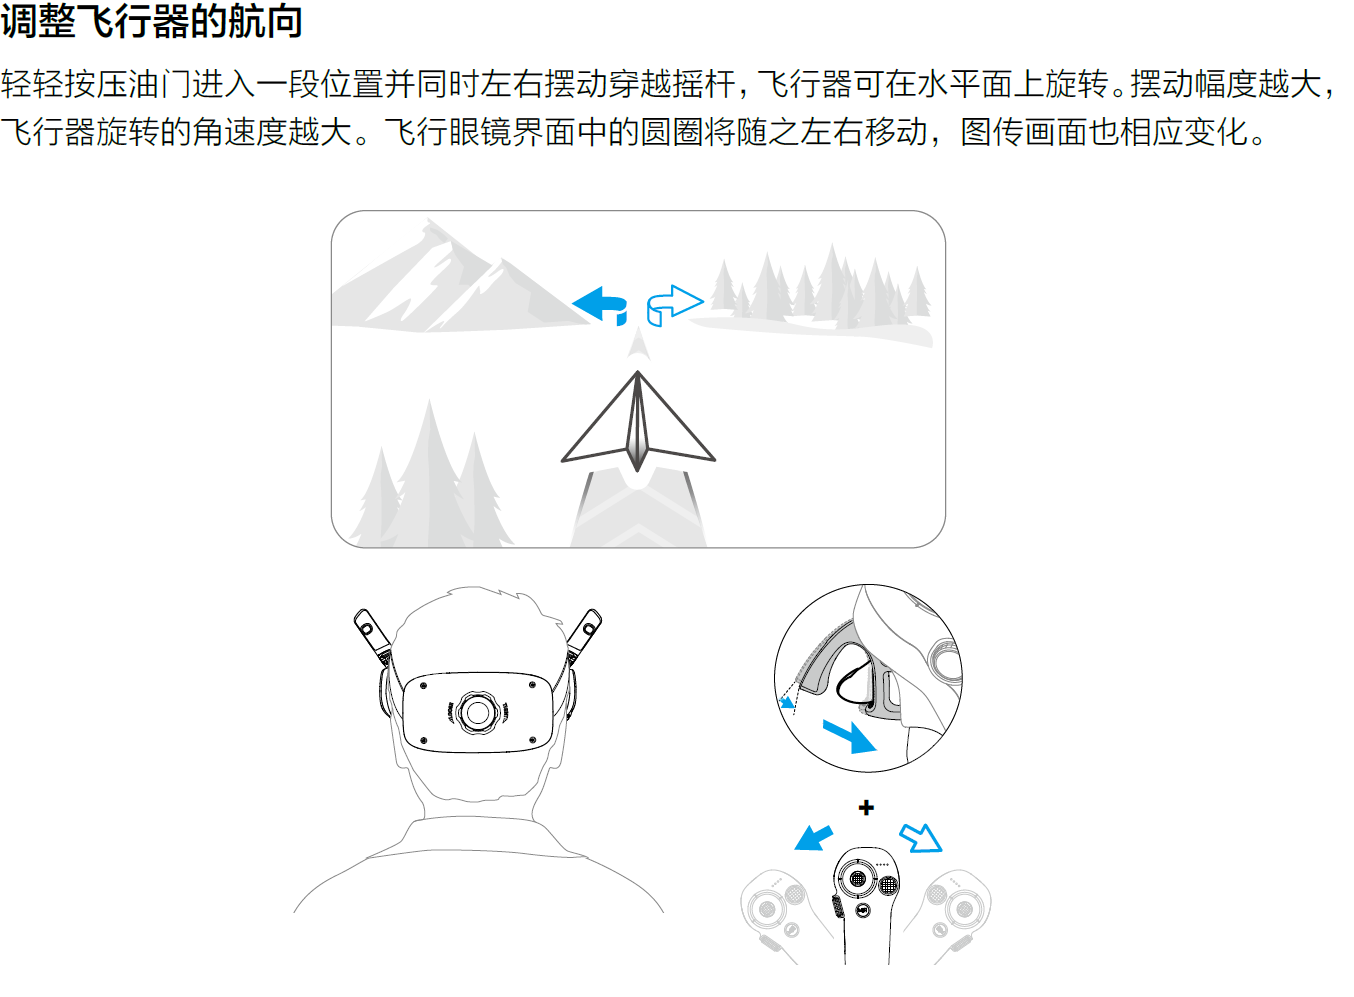 调整飞行器的航向
轻轻按压油门进入一段位置并同时左右摆动穿越摇杆，飞行器可在水平面上旋转。摆动幅度越大，
飞行器旋转的角速度越大。飞行眼镜界面中的圆圈将随之左右移动，图传画面也相应变化。
+